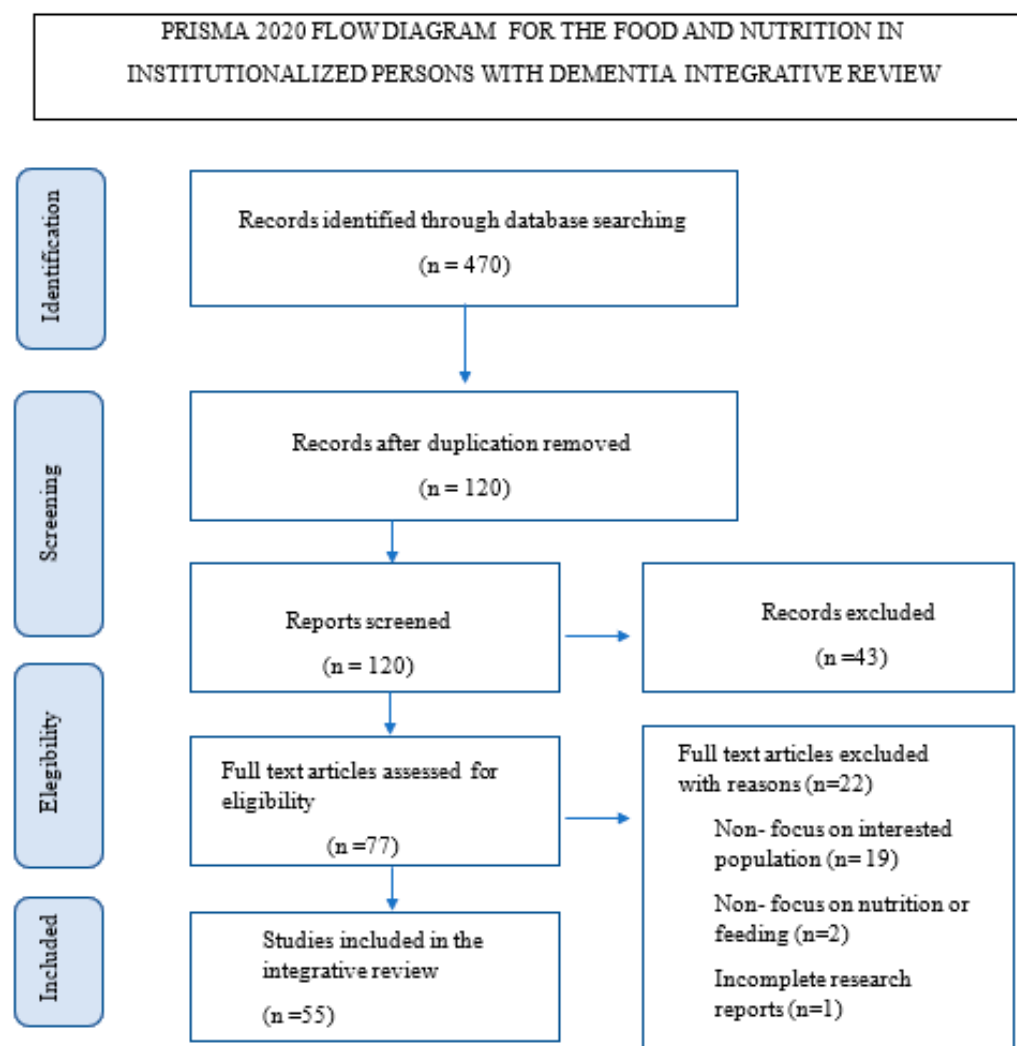 PRISMA 2020 FLOW DIAGRAM FOR THE FOOD AND NUTRITION IN
INSTITUTIONALIZED PERSONS WITH DEMENTIA INTEGRATIVE REVIEW
Identification
Records identified through database searching
(n = 470)
Screening
Records after duplication removed
(n = 120)
Reports screened
(n = 120)
Records excluded
(n =43)
Elegibility
Full text articles assessed for
eligibility
(n =77)
Full text articles excluded
with reasons (n=22)
Non- focus on interested
population (n= 19)
Non- focus on nutrition or
feeding (n=2)
Incomplete research
reports (n=1)
Included
Studies included in the
integrative review
(n =55)